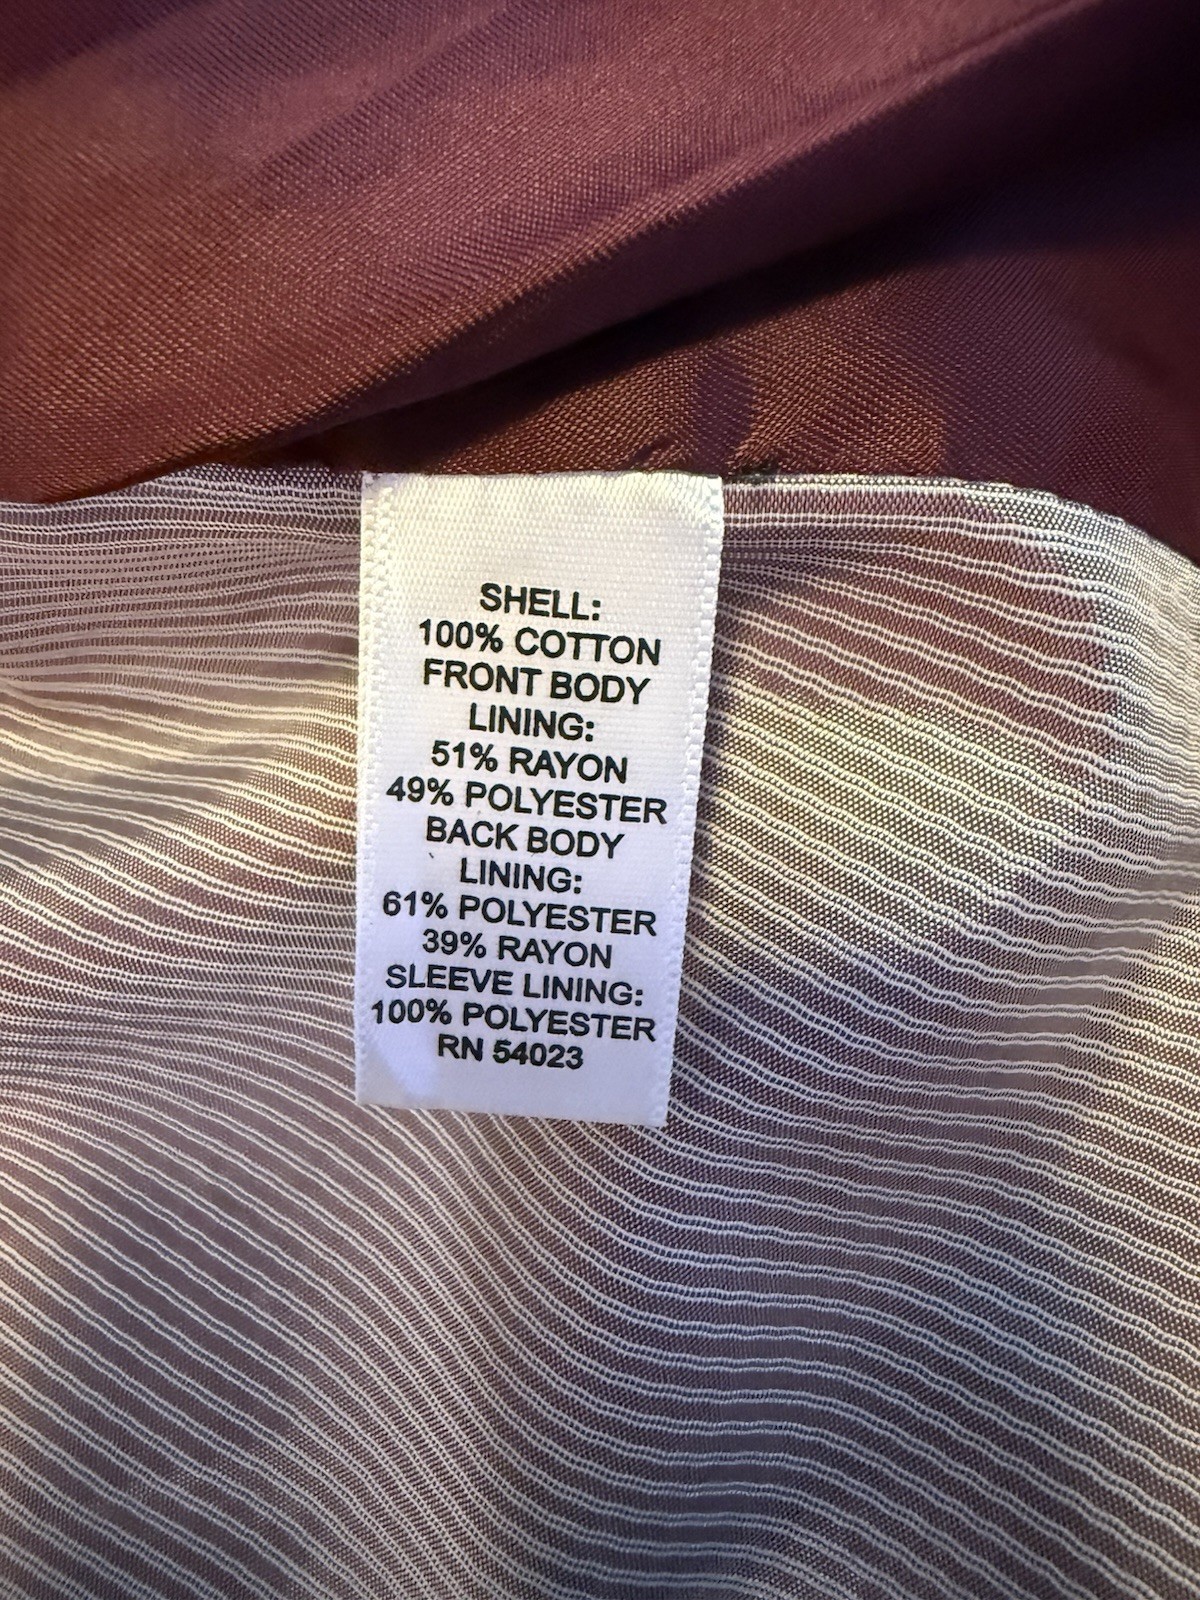 SHELL:
100% COTTON
FRONT BODY
LINING:
51% RAYON
49% POLYESTER
BACK BODY
LINING:
61% POLYESTER
39% RAYON
SLEEVE LINING:
100% POLYESTER
RN 54023